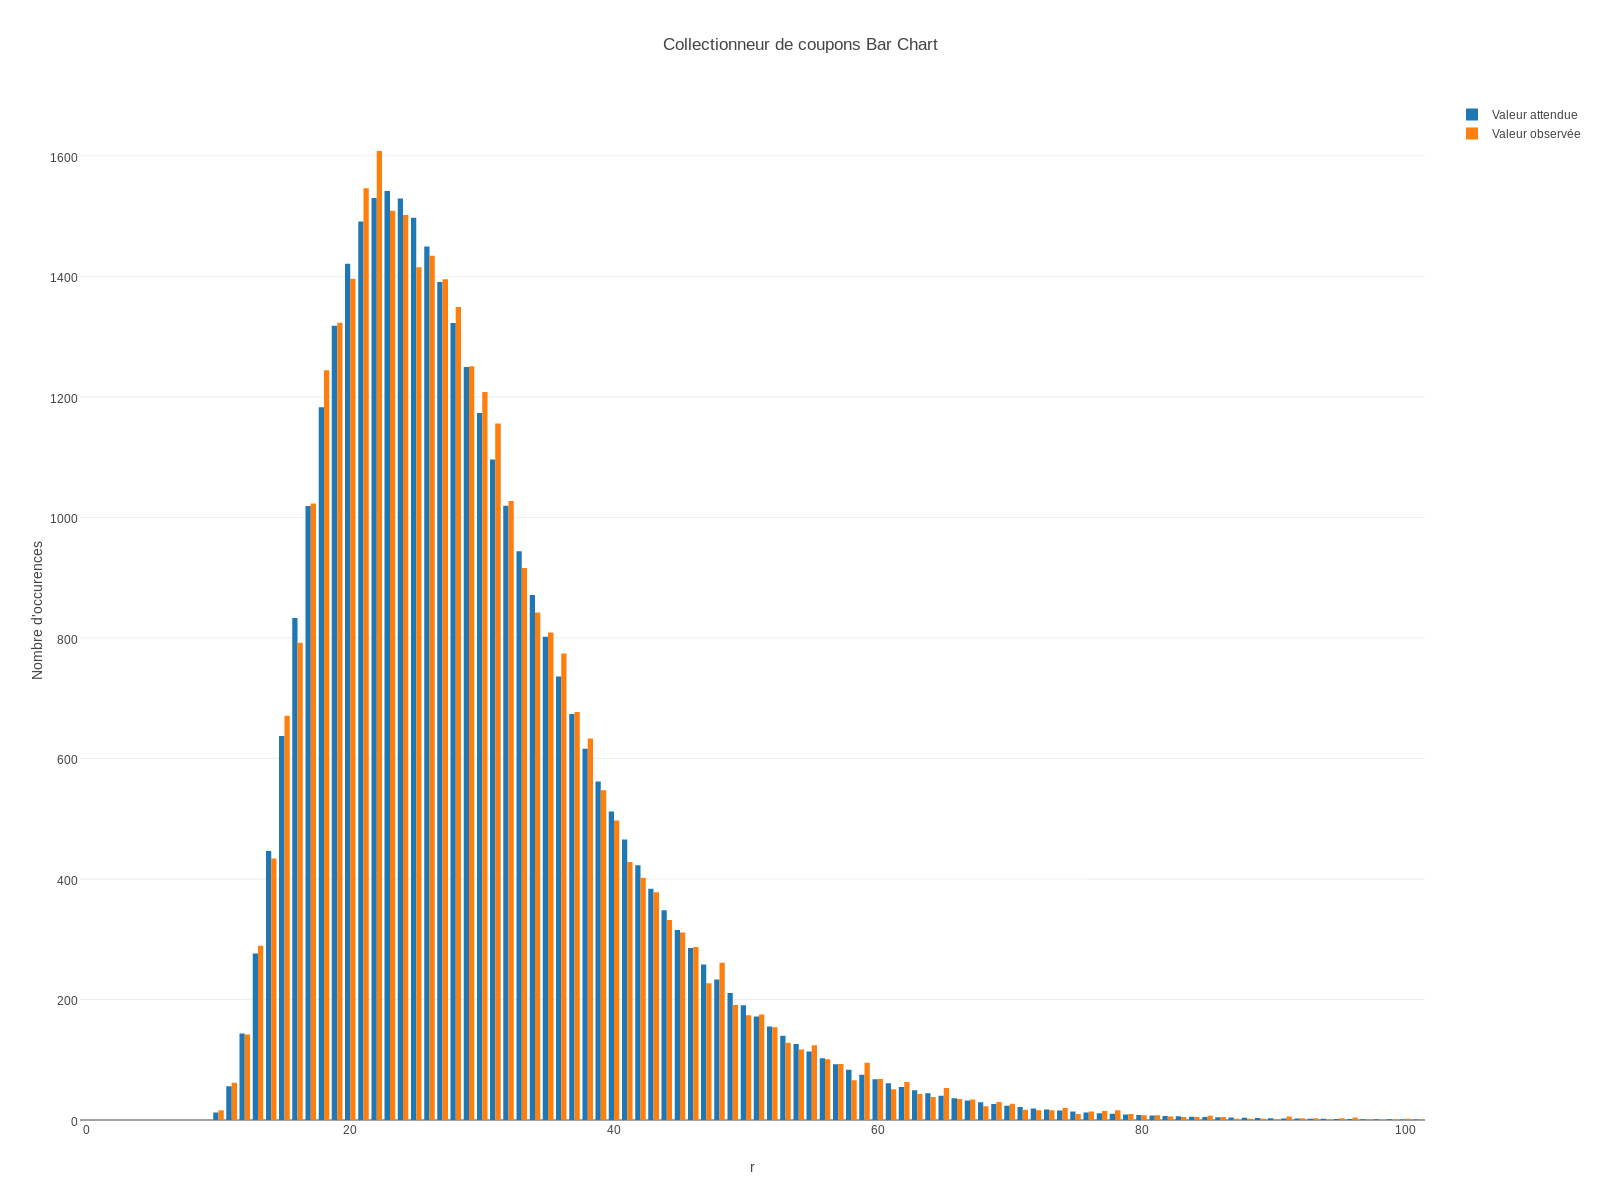 Collectionneur de coupons Bar Chart
Valeur attendue
Valeur observée
1600
1400
1200
1000
800
600
400
200
0
Nombre d'occurences
0 20 40 60 80 100
r